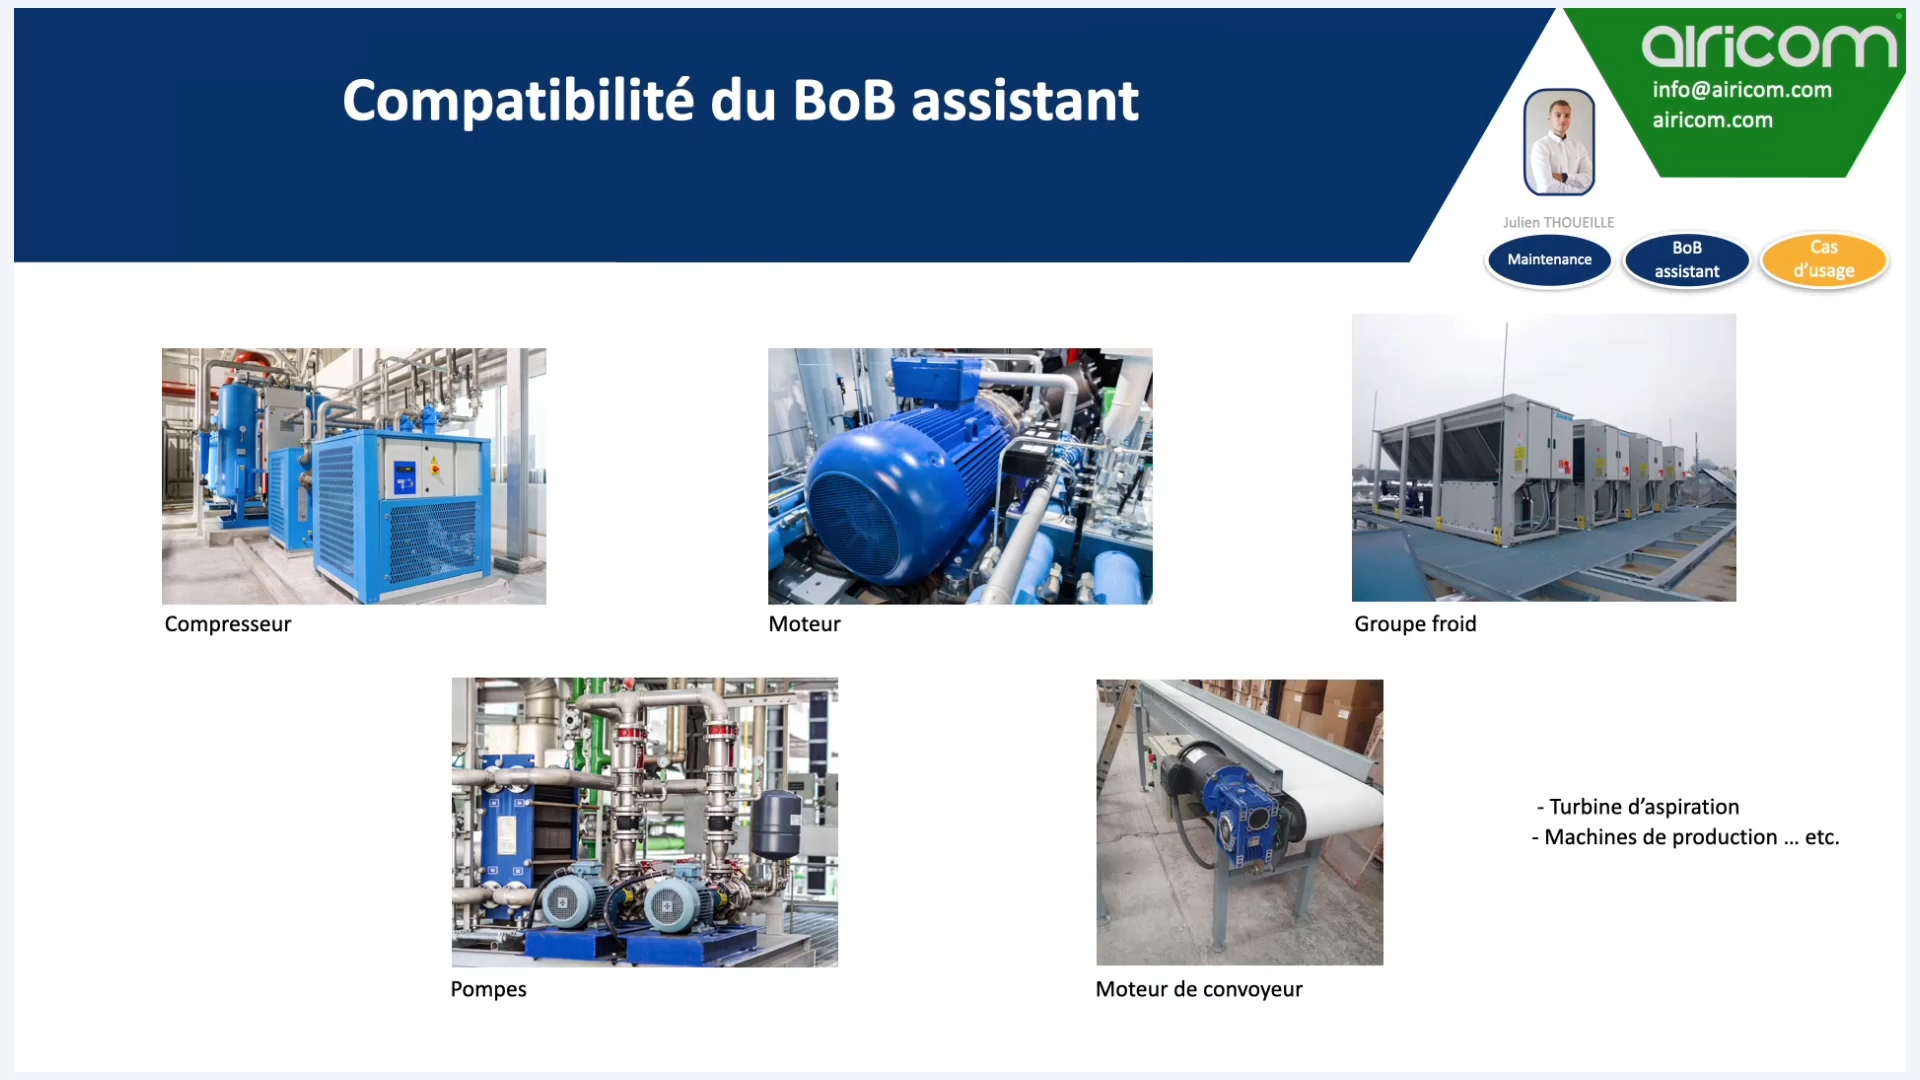 Compatibilité du BoB assistant
airicom
info@airicom.com
airicom.com
Julien THOUEILLE
Maintenance
BoB
assistant
Cas
d’usage
Compresseur
Moteur
Groupe froid
Pompes
Moteur de convoyeur
- Turbine d’aspiration
- Machines de production ... etc.